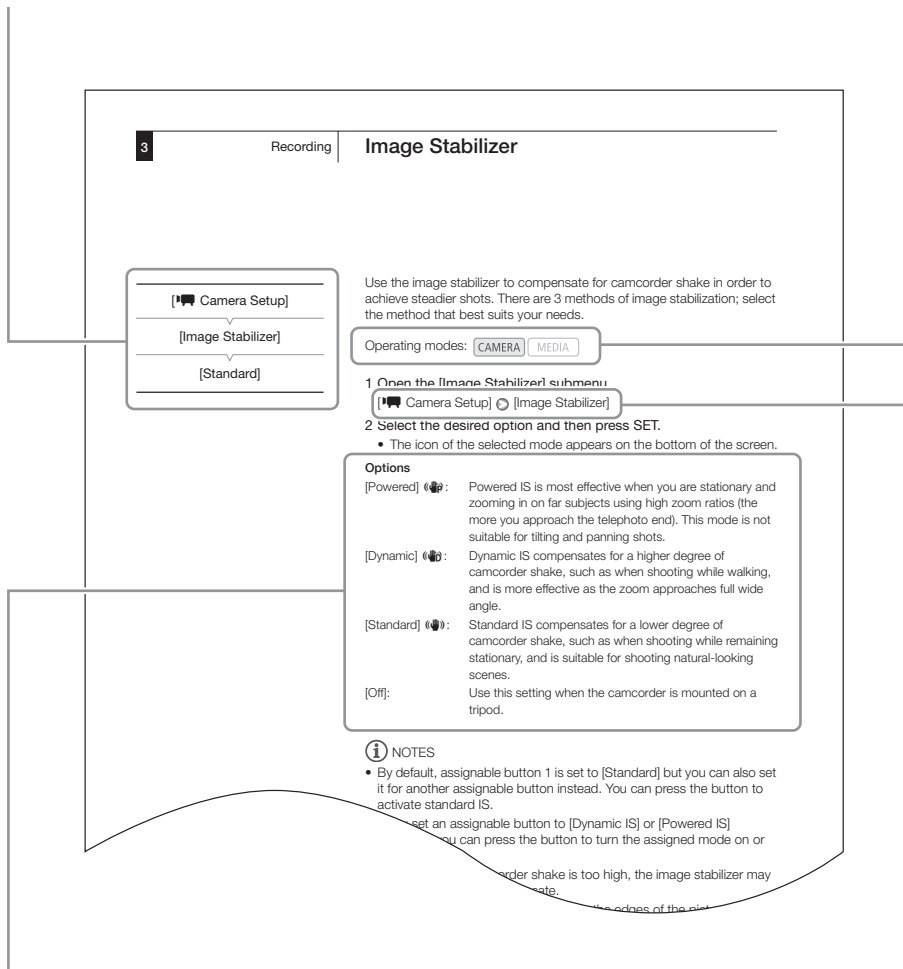 3 Recording Image Stabilizer
[Camera Setup]
[Image Stabilizer]
[Standard]
Use the image stabilizer to compensate for camcorder shake in order to
achieve steadier shots. There are 3 methods of image stabilization; select
the method that best suits your needs.
Operating modes: CAMERA MEDIA
1 Open the [Image Stabilizer] submenu
[Camera Setup] [Image Stabilizer]
2 Select the desired option and then press SET.
• The icon of the selected mode appears on the bottom of the screen.
Options
[Powered] : Powered IS is most effective when you are stationary and
zooming in on far subjects using high zoom ratios (the
more you approach the telephoto end). This mode is not
suitable for tilting and panning shots.
[Dynamic] : Dynamic IS compensates for a higher degree of
camcorder shake, such as when shooting while walking,
and is more effective as the zoom approaches full wide
angle.
[Standard] : Standard IS compensates for a lower degree of
camcorder shake, such as when shooting while remaining
stationary, and is suitable for shooting natural-looking
scenes.
[Off]: Use this setting when the camcorder is mounted on a
tripod.
NOTES
• By default, assignable button 1 is set to [Standard] but you can also set
it for another assignable button instead. You can press the button to
activate standard IS.
set an assignable button to [Dynamic IS] or [Powered IS]
you can press the button to turn the assigned mode on or
shake is too high, the image stabilizer may
the edges of the